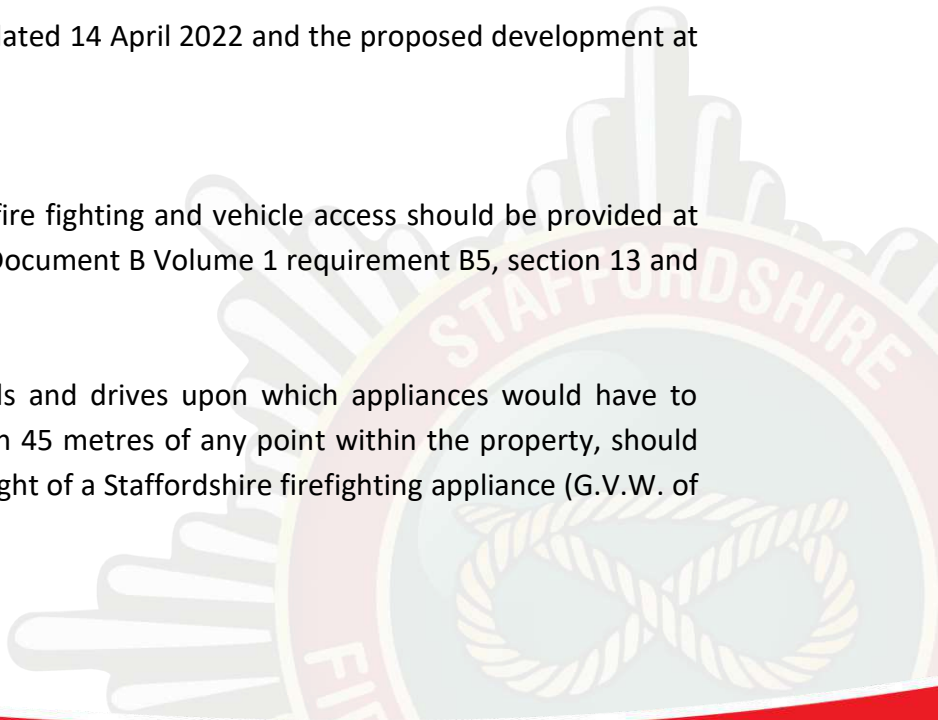 dated 14 April 2022 and the proposed development at
fire fighting and vehicle access should be provided at
Document B Volume 1 requirement B5, section 13 and
STAFFORDSHIRE
ds and drives upon which appliances would have to
n 45 metres of any point within the property, should
ght of a Staffordshire firefighting appliance (G.V.W. of
FI